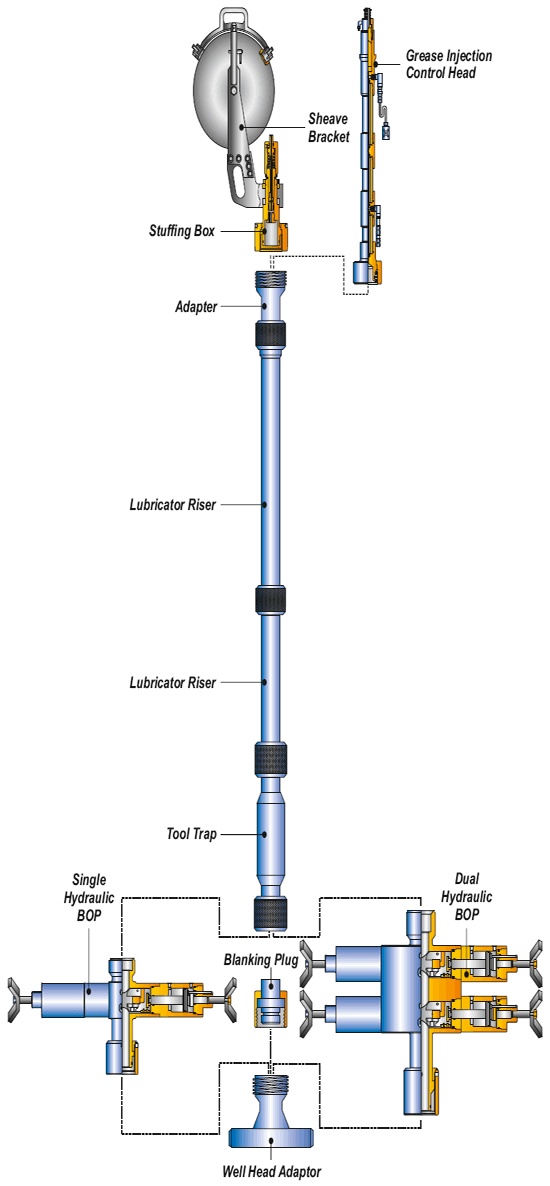 Grease Injection
Control Head
Sheave
Bracket
Stuffing Box
Adapter
Lubricator Riser
Lubricator Riser
Tool Trap
Single
Hydraulic
BOP
Dual
Hydraulic
BOP
Blanking Plug
Well Head Adaptor